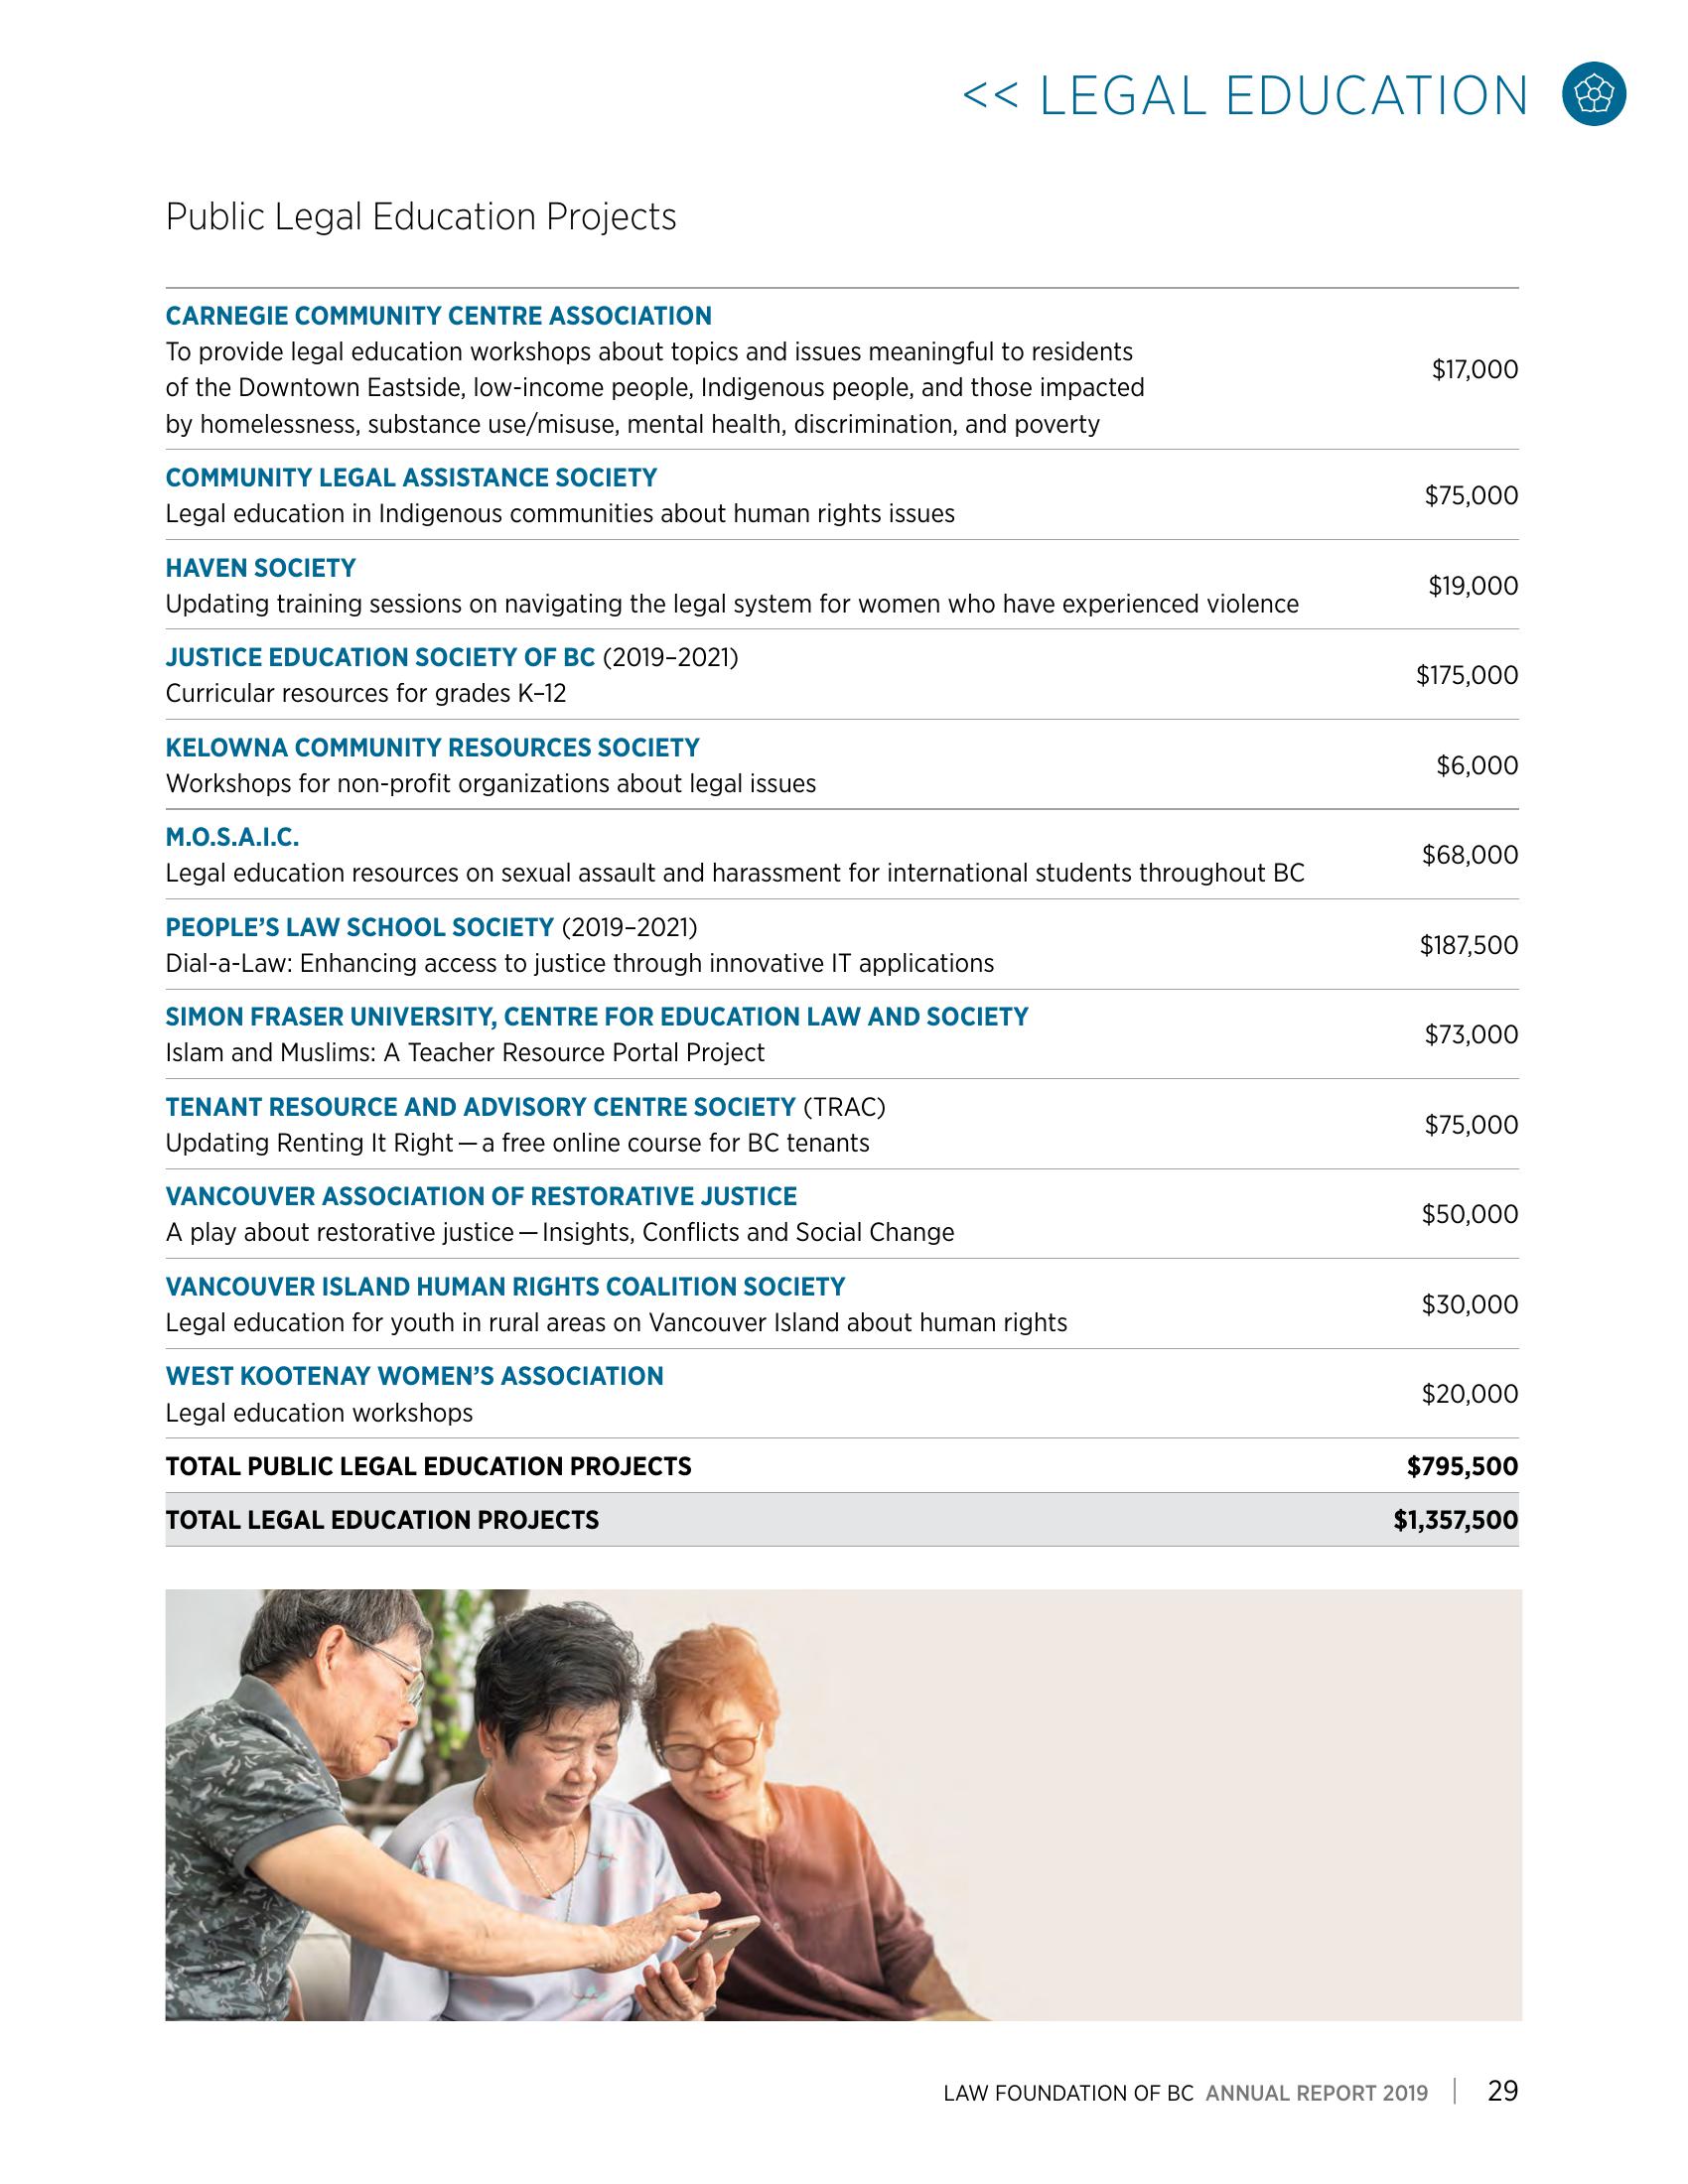 << LEGAL EDUCATION
Public Legal Education Projects
CARNEGIE COMMUNITY CENTRE ASSOCIATION
To provide legal education workshops about topics and issues meaningful to residents
of the Downtown Eastside, low-income people, Indigenous people, and those impacted
by homelessness, substance use/misuse, mental health, discrimination, and poverty
$17,000
COMMUNITY LEGAL ASSISTANCE SOCIETY
Legal education in Indigenous communities about human rights issues
$75,000
HAVEN SOCIETY
Updating training sessions on navigating the legal system for women who have experienced violence
$19,000
JUSTICE EDUCATION SOCIETY OF BC (2019–2021)
Curricular resources for grades K–12
$175,000
KELOWNA COMMUNITY RESOURCES SOCIETY
Workshops for non-profit organizations about legal issues
$6,000
M.O.S.A.I.C.
Legal education resources on sexual assault and harassment for international students throughout BC
$68,000
PEOPLE’S LAW SCHOOL SOCIETY (2019–2021)
Dial-a-Law: Enhancing access to justice through innovative IT applications
$187,500
SIMON FRASER UNIVERSITY, CENTRE FOR EDUCATION LAW AND SOCIETY
Islam and Muslims: A Teacher Resource Portal Project
$73,000
TENANT RESOURCE AND ADVISORY CENTRE SOCIETY (TRAC)
Updating Renting It Right — a free online course for BC tenants
$75,000
VANCOUVER ASSOCIATION OF RESTORATIVE JUSTICE
A play about restorative justice — Insights, Conflicts and Social Change
$50,000
VANCOUVER ISLAND HUMAN RIGHTS COALITION SOCIETY
Legal education for youth in rural areas on Vancouver Island about human rights
$30,000
WEST KOOTENAY WOMEN’S ASSOCIATION
Legal education workshops
$20,000
TOTAL PUBLIC LEGAL EDUCATION PROJECTS $795,500
TOTAL LEGAL EDUCATION PROJECTS $1,357,500
LAW FOUNDATION OF BC ANNUAL REPORT 2019 | 29